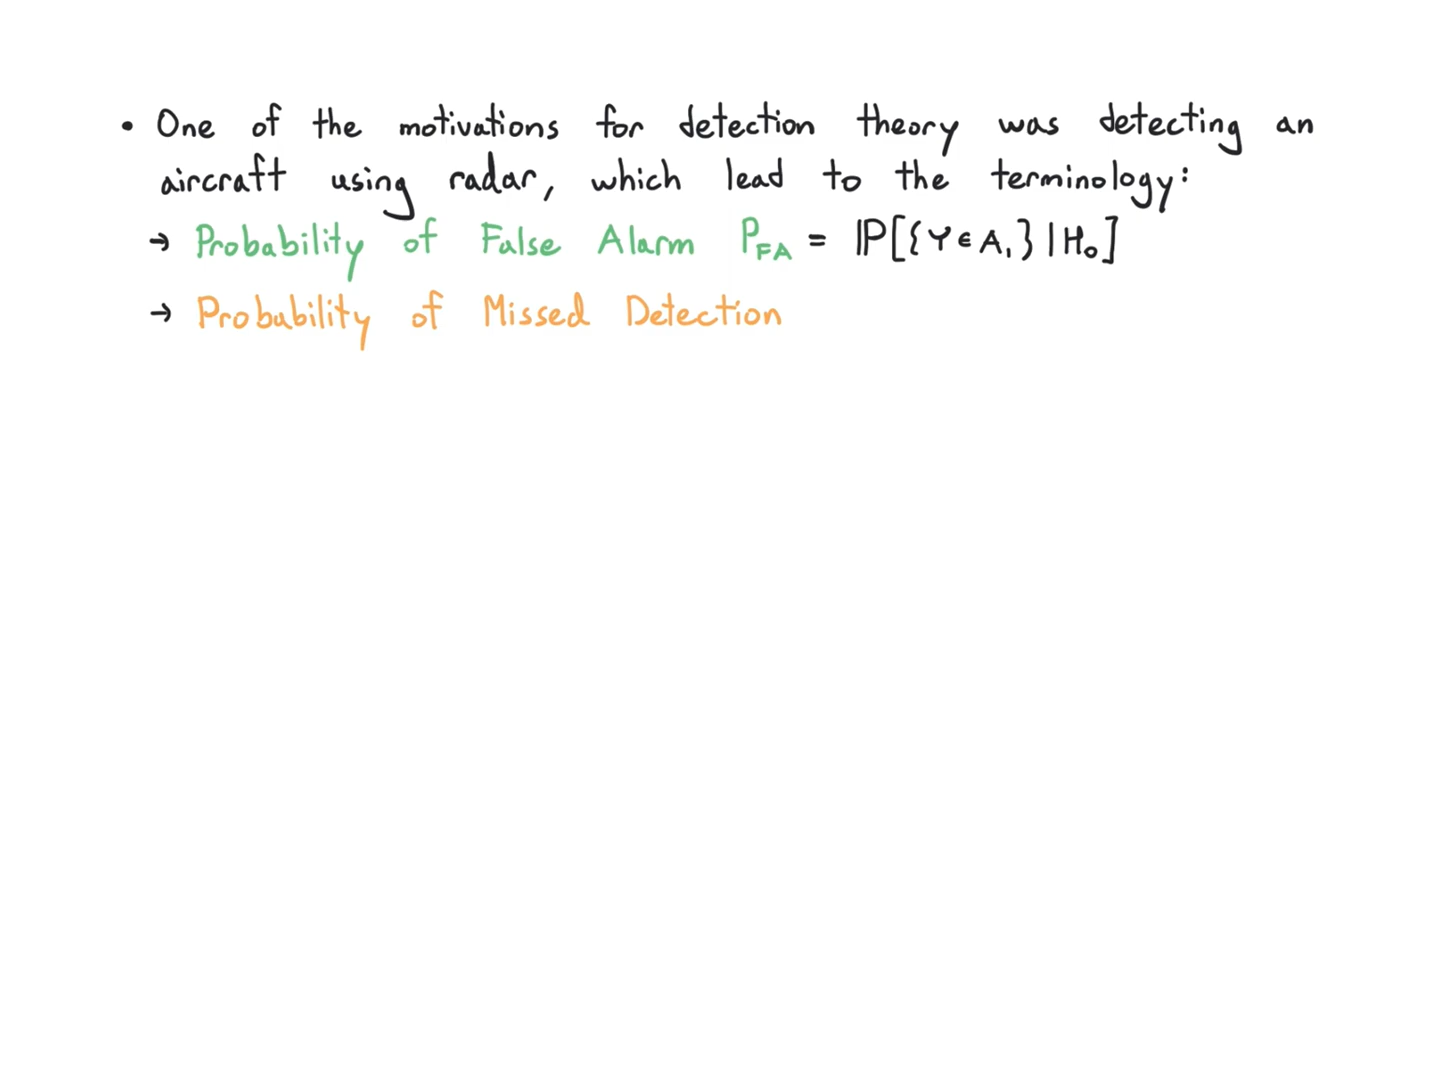 • One of the motivations for detection theory was detecting an
aircraft using radar, which lead to the terminology:
→ Probability of False Alarm P_FA = ℙ[{Y ∈ A₁} | H₀]
→ Probability of Missed Detection